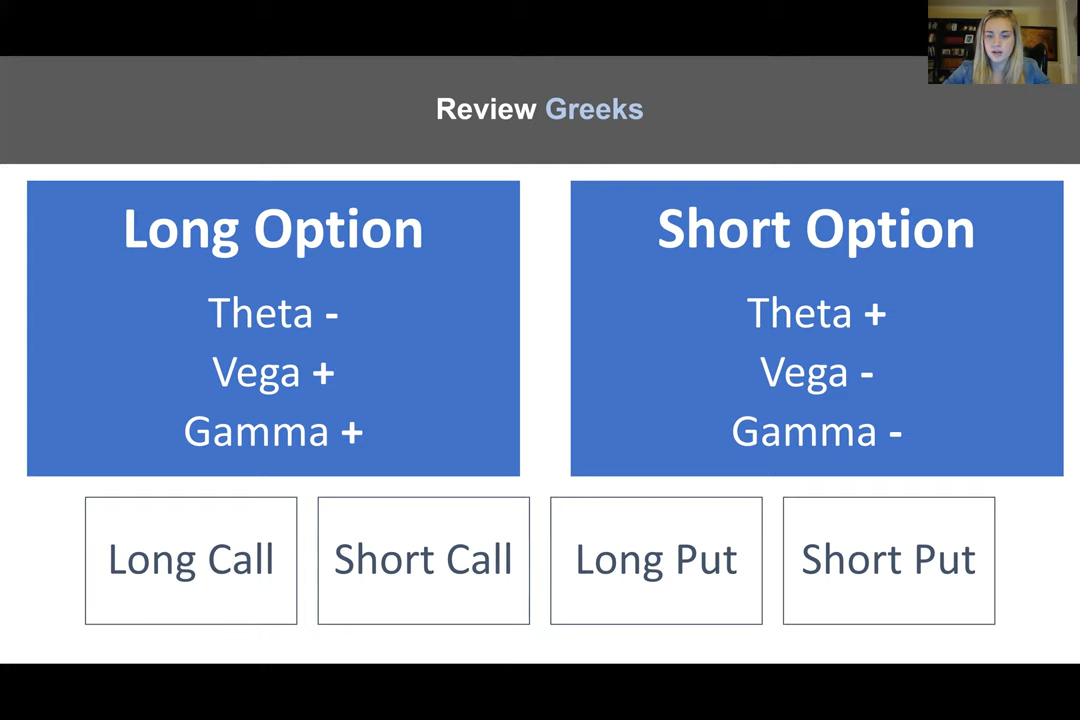 Review Greeks
Long Option
Theta -
Vega +
Gamma +
Short Option
Theta +
Vega -
Gamma -
Long Call
Short Call
Long Put
Short Put